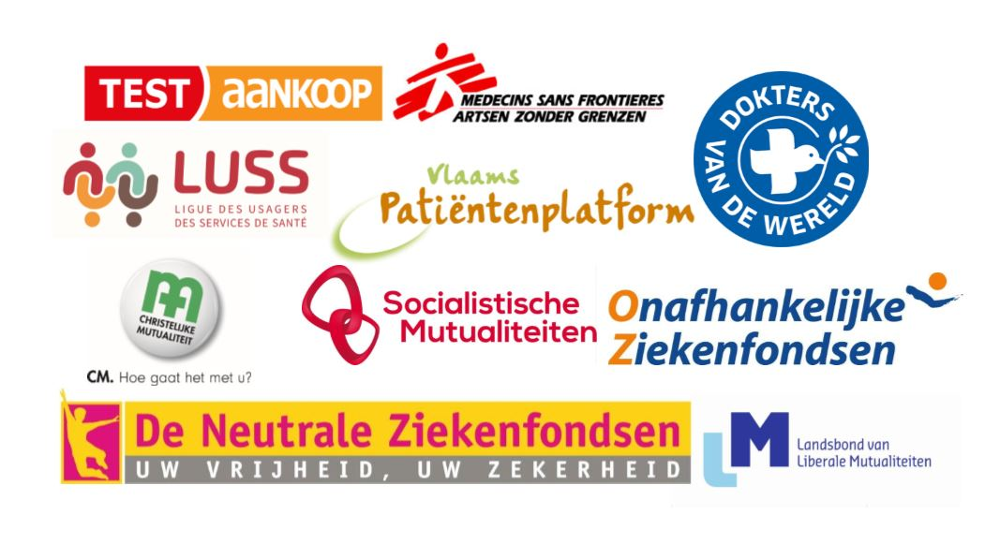 TEST aankoop
MEDECINS SANS FRONTIERES
ARTSEN ZONDER GRENZEN
DOKTERS
VAN DE WERELD
LUSS
LIGUE DES USAGERS
DES SERVICES DE SANTÉ
Vlaams
Patiëntenplatform
CHRISTELIJKE
MUTUALITEIT
CM. Hoe gaat het met u?
Socialistische
Mutualiteiten
Onafhankelijke
Ziekenfondsen
De Neutrale Ziekenfondsen
UW VRIJHEID, UW ZEKERHEID
LM
Landsbond van
Liberale Mutualiteiten